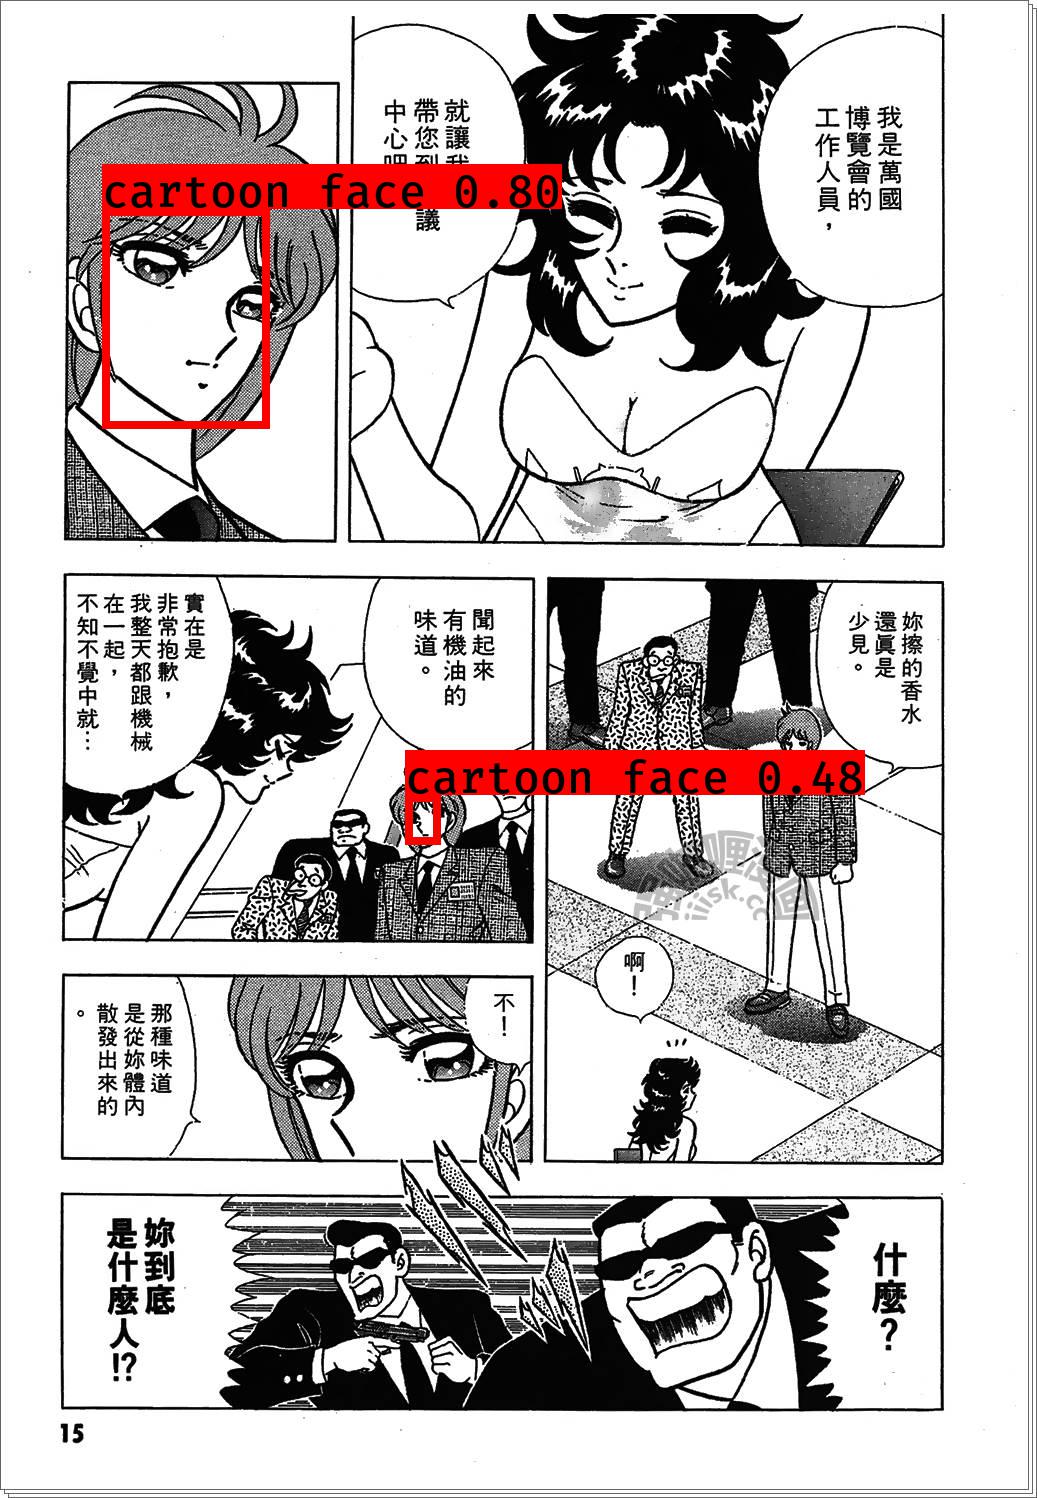 我是萬國
博覽會的
工作人員，
就讓我
帶您到
議
中心吧
cartoon face 0.80
妳擦的香水
還眞是
少見。
聞起來
有機油的
味道。
實在是
非常抱歉，
我整天都跟機械
在一起，
不知不覺中就…
cartoon face 0.48
啊！
不！
那種味道
是從妳體內
散發出來的
。
什麼？
妳到底
是什麼人!?
15